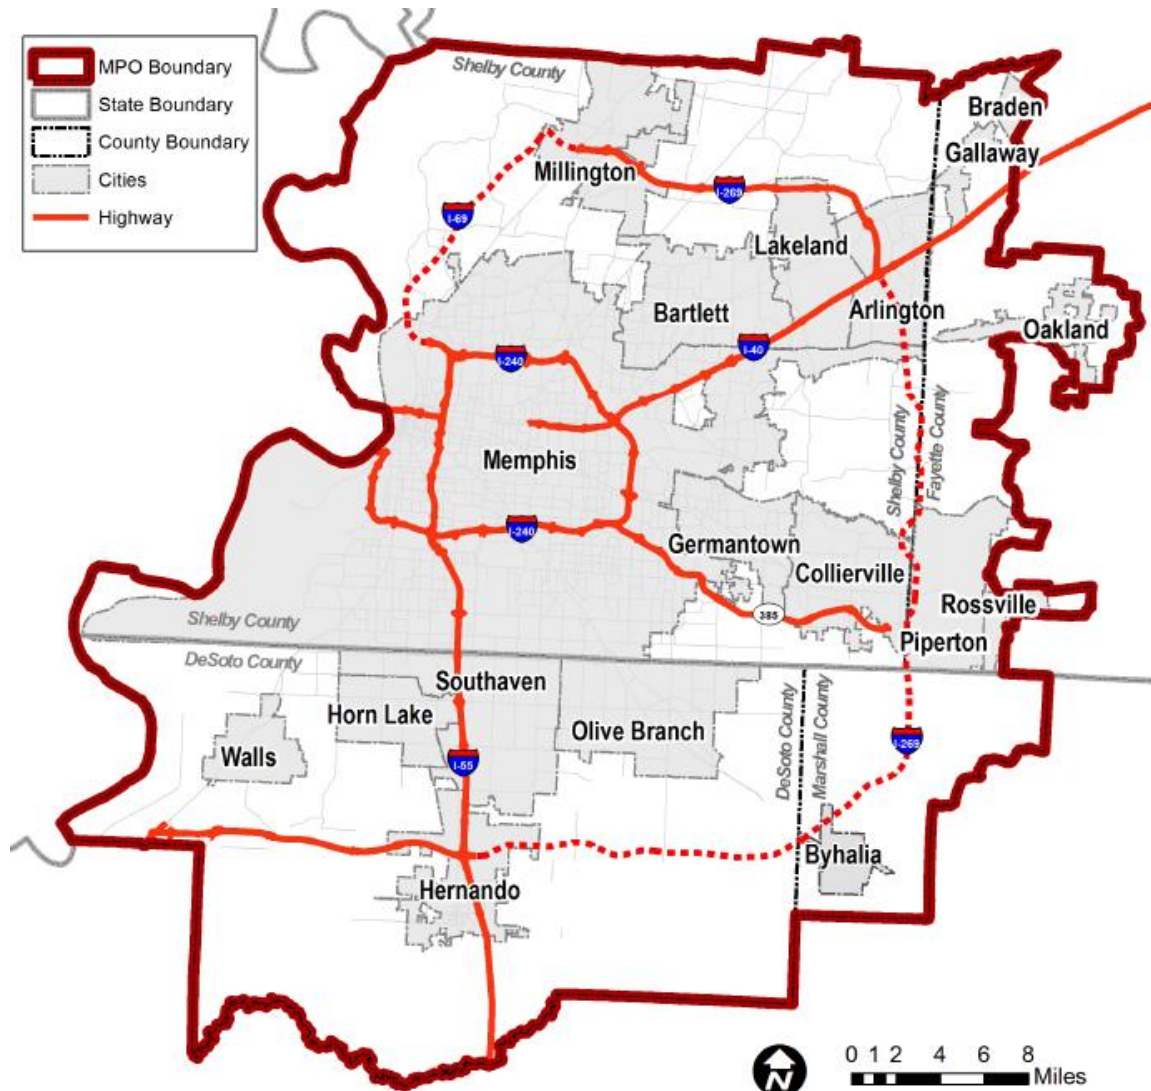 MPO Boundary
State Boundary
County Boundary
Cities
Highway
Shelby County
Braden
Gallaway
Millington
I-269
I-69
Lakeland
Bartlett
Arlington
Oakland
I-240
I-40
Shelby County
Fayette County
Memphis
I-240
Germantown
Collierville
Rossville
385
Shelby County
Piperton
DeSoto County
Southaven
Horn Lake
Olive Branch
DeSoto County
Marshall County
Walls
I-55
I-269
Byhalia
Hernando
N
0 1 2 4 6 8
Miles